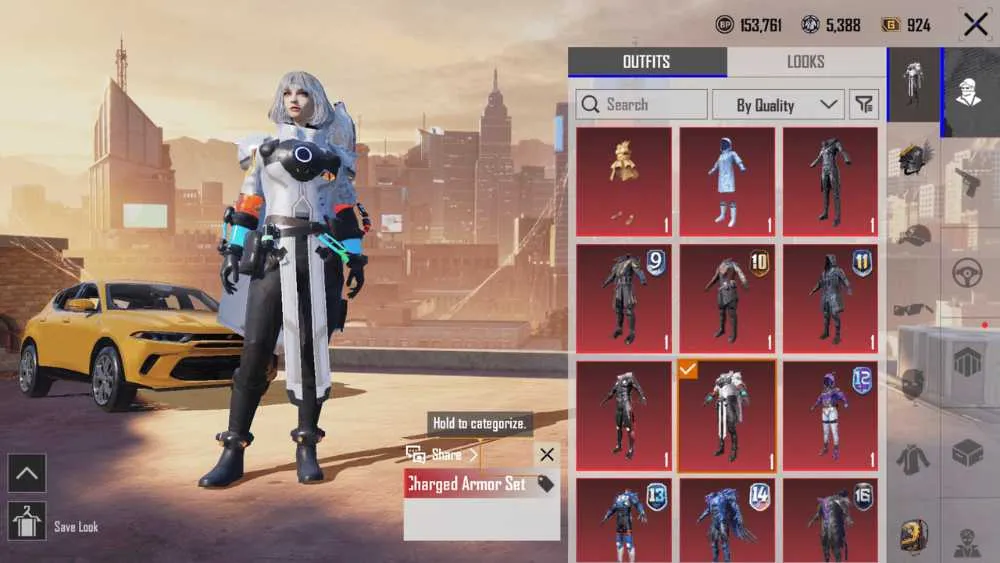 153,761 5,388 924
OUTFITS LOOKS
Search By Quality
1 1 1
9 10 11
1 1 1
12
1 1 1
13 14 16
Hold to categorize.
Share
Charged Armor Set
Save Look